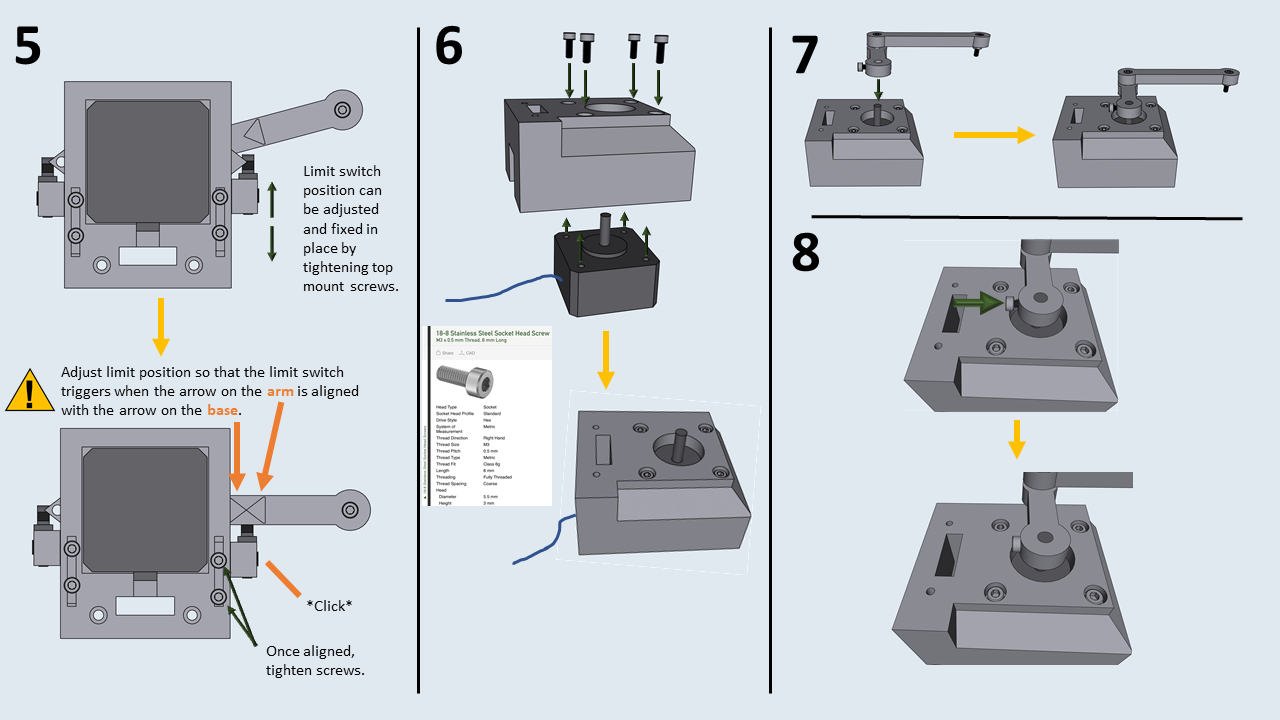 5
Limit switch
position can
be adjusted
and fixed in
place by
tightening top
mount screws.
!
Adjust limit position so that the limit switch
triggers when the arrow on the arm is aligned
with the arrow on the base.
*Click*
Once aligned,
tighten screws.
6
18-8 Stainless Steel Socket Head Screw
M3 x 0.5 mm Thread, 8 mm Long
Share CAD
Head Type Socket
Socket Head Profile Standard
Drive Style Hex
System of
Measurement Metric
Thread Direction Right Hand
Thread Size M3
Thread Pitch 0.5 mm
Thread Type Metric
Thread Fit Class 6g
Length 8 mm
Threading Fully Threaded
Thread Spacing Coarse
Head
Diameter 5.5 mm
Height 3 mm
7
8